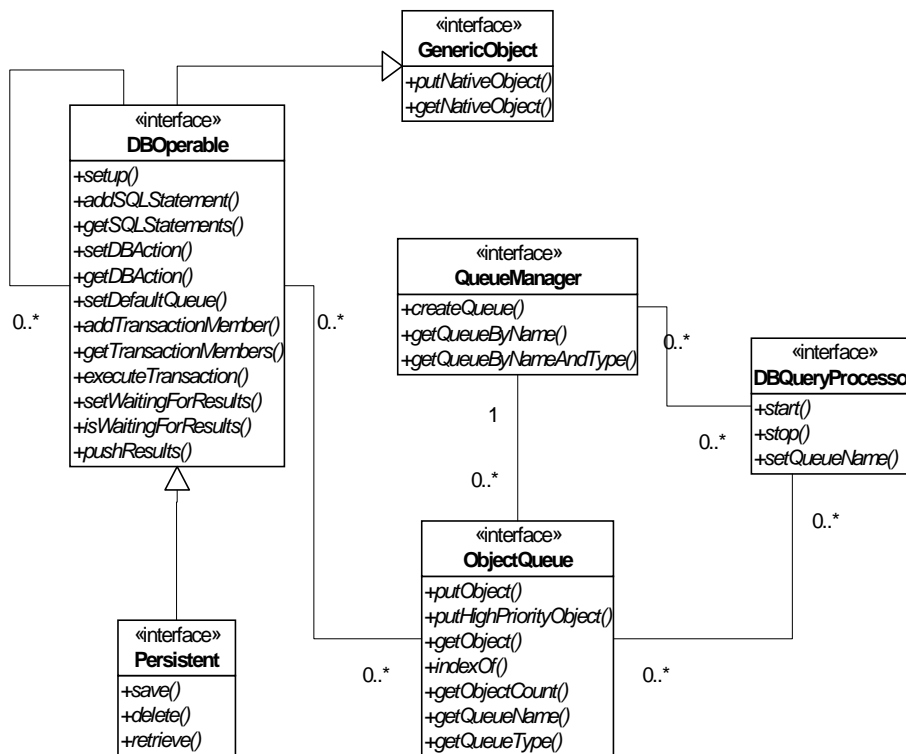 «interface»
GenericObject
+putNativeObject()
+getNativeObject()
«interface»
DBOperable
+setup()
+addSQLStatement()
+getSQLStatements()
+setDBAction()
+getDBAction()
+setDefaultQueue()
+addTransactionMember()
+getTransactionMembers()
+executeTransaction()
+setWaitingForResults()
+isWaitingForResults()
+pushResults()
0..*
0..*
«interface»
QueueManager
+createQueue()
+getQueueByName()
+getQueueByNameAndType()
0..*
«interface»
DBQueryProcesso
+start()
+stop()
+setQueueName()
0..*
1
0..*
0..*
«interface»
ObjectQueue
+putObject()
+putHighPriorityObject()
+getObject()
+indexOf()
+getObjectCount()
+getQueueName()
+getQueueType()
0..*
0..*
«interface»
Persistent
+save()
+delete()
+retrieve()